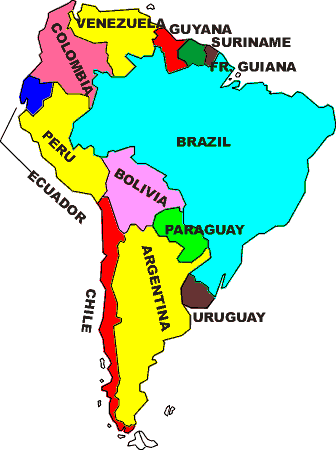 VENEZUELA
GUYANA
SURINAME
FR. GUIANA
COLOMBIA
BRAZIL
PERU
ECUADOR
BOLIVIA
PARAGUAY
ARGENTINA
CHILE
URUGUAY